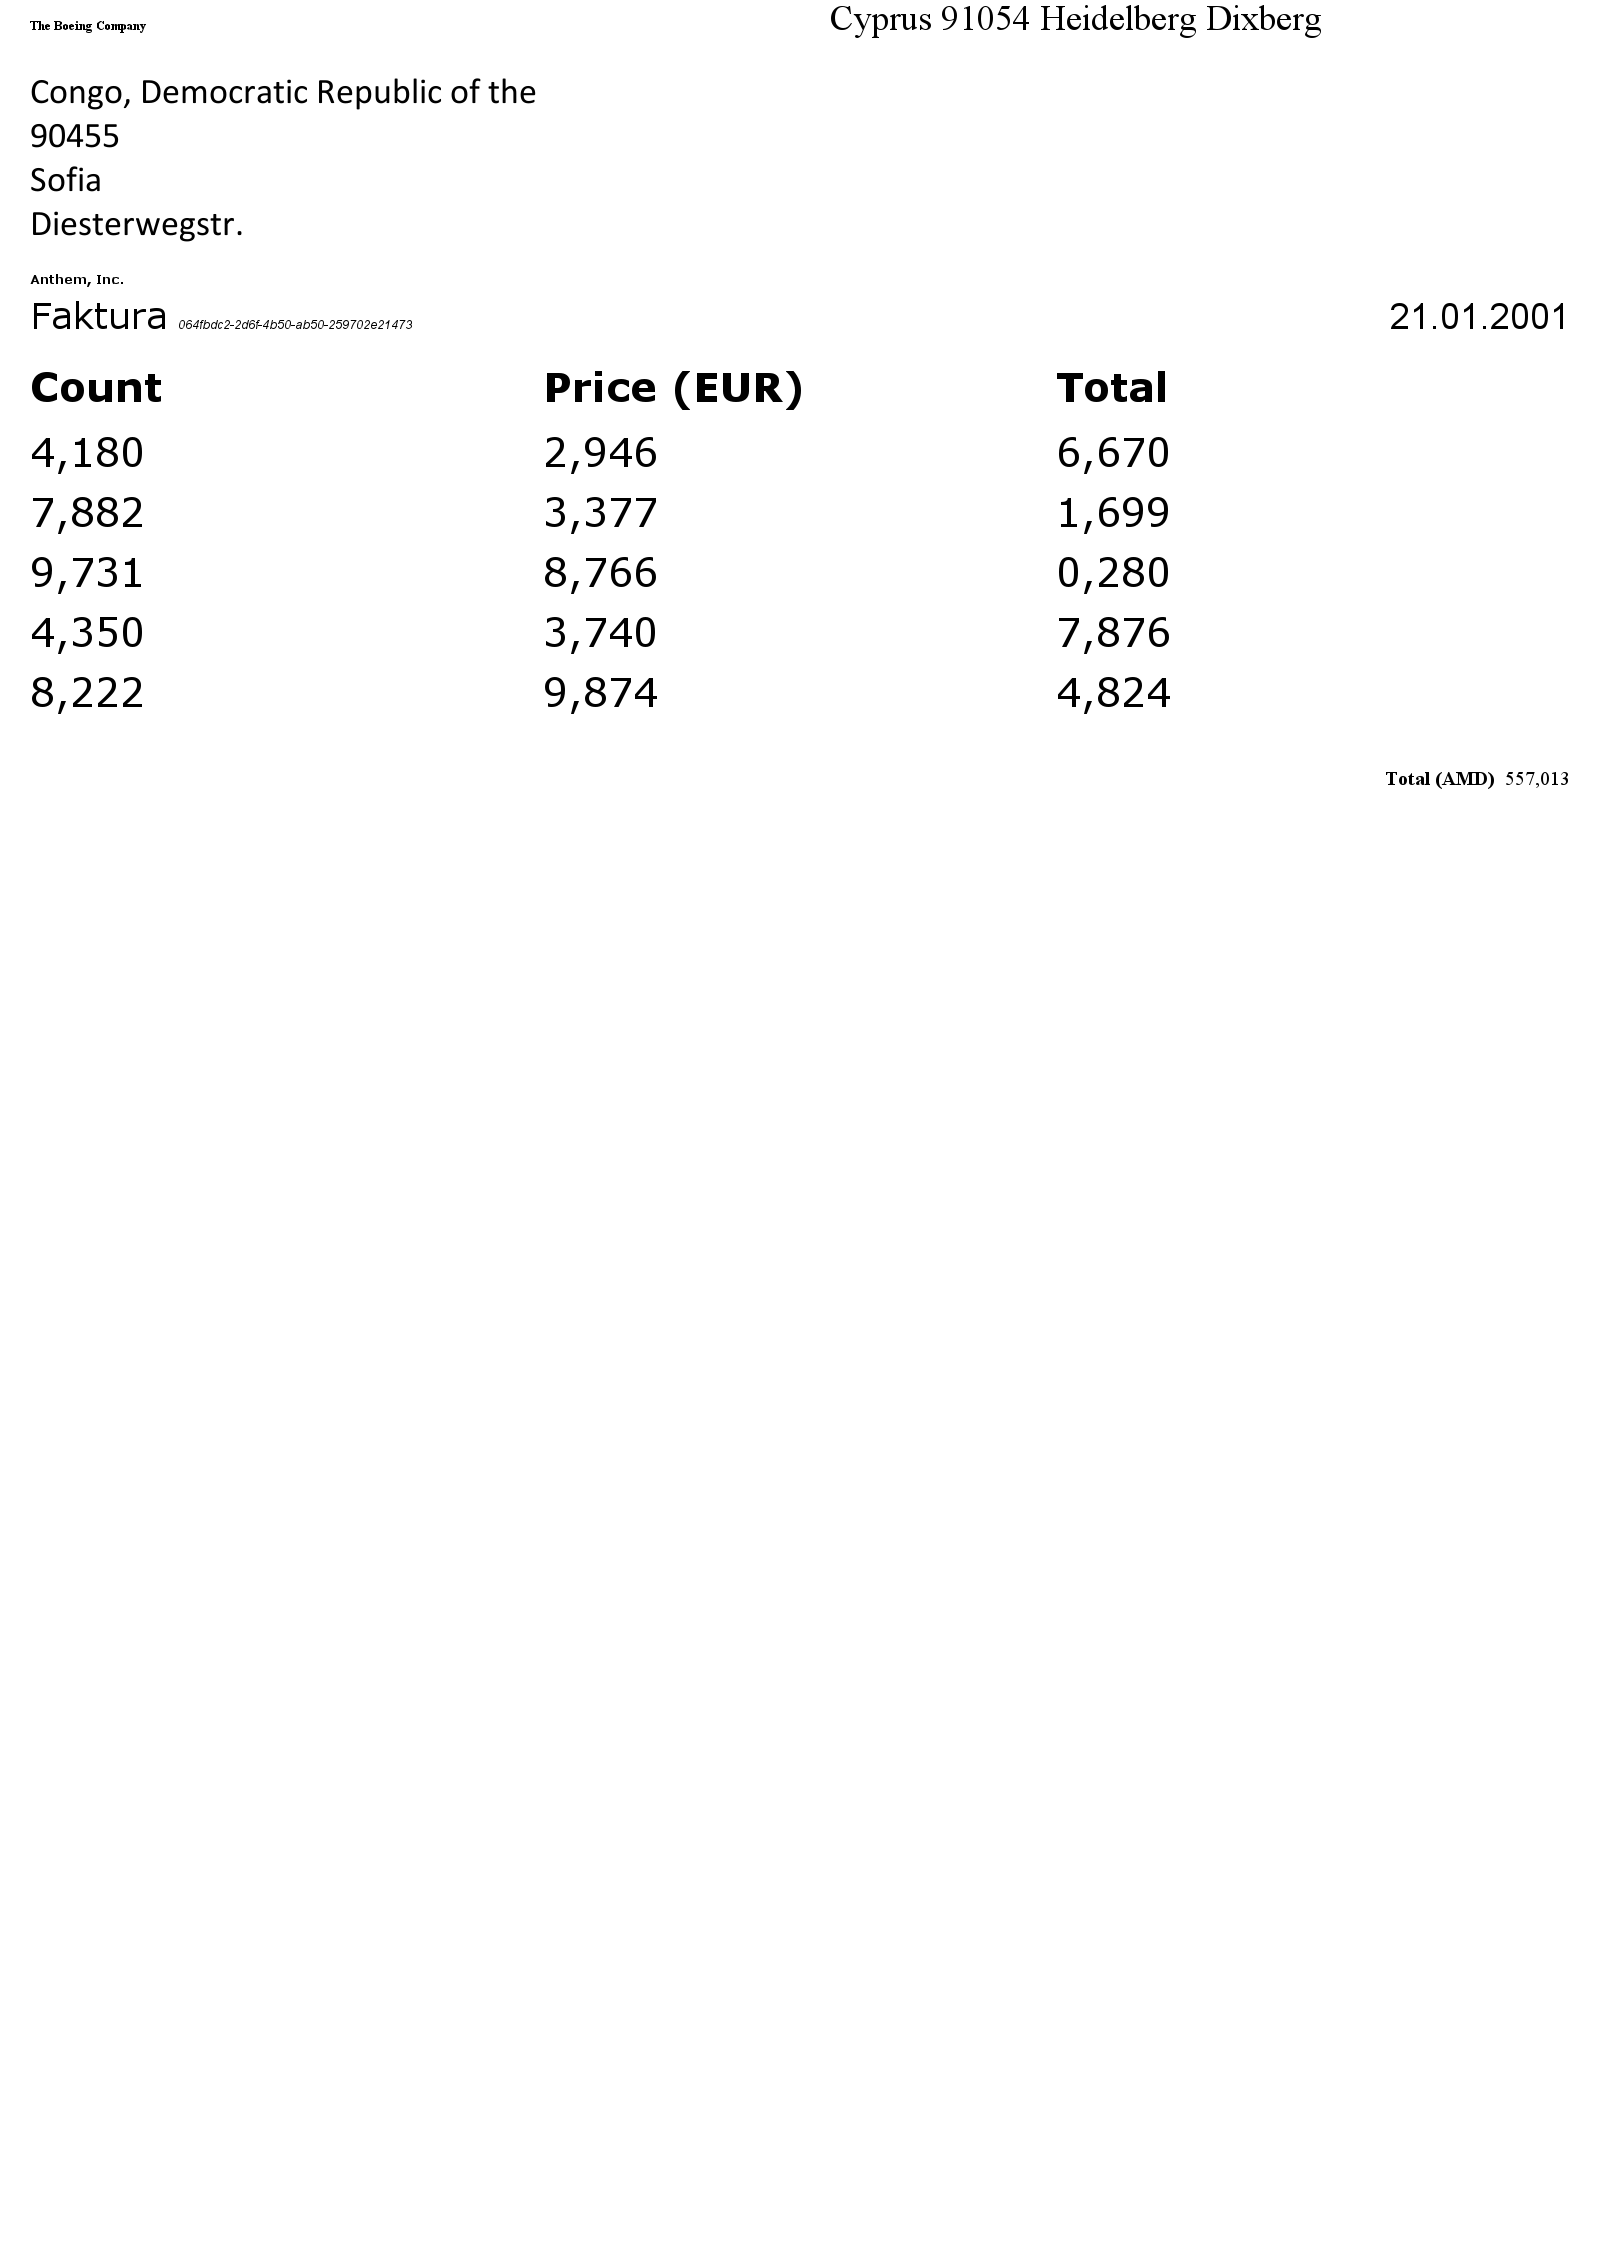 The Boeing Company
Cyprus 91054 Heidelberg Dixberg
Congo, Democratic Republic of the
90455
Sofia
Diesterwegstr.
Anthem, Inc.
Faktura 064fbdc2-2d6f-4b50-ab50-259702e21473 21.01.2001
Count Price (EUR) Total
4,180 2,946 6,670
7,882 3,377 1,699
9,731 8,766 0,280
4,350 3,740 7,876
8,222 9,874 4,824
Total (AMD) 557,013